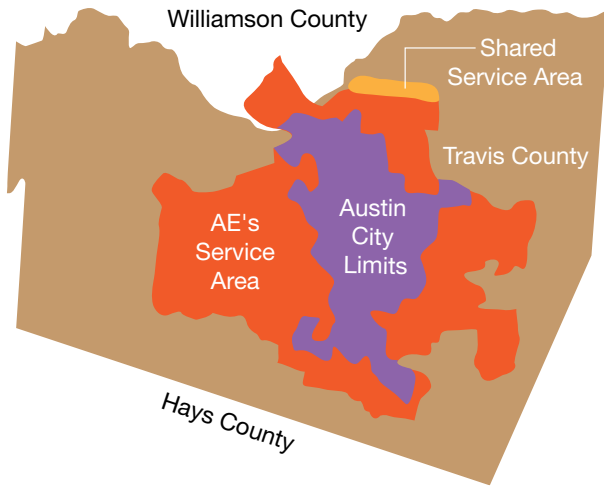 Williamson County
Shared
Service Area
Travis County
AE's
Service
Area
Austin
City
Limits
Hays County